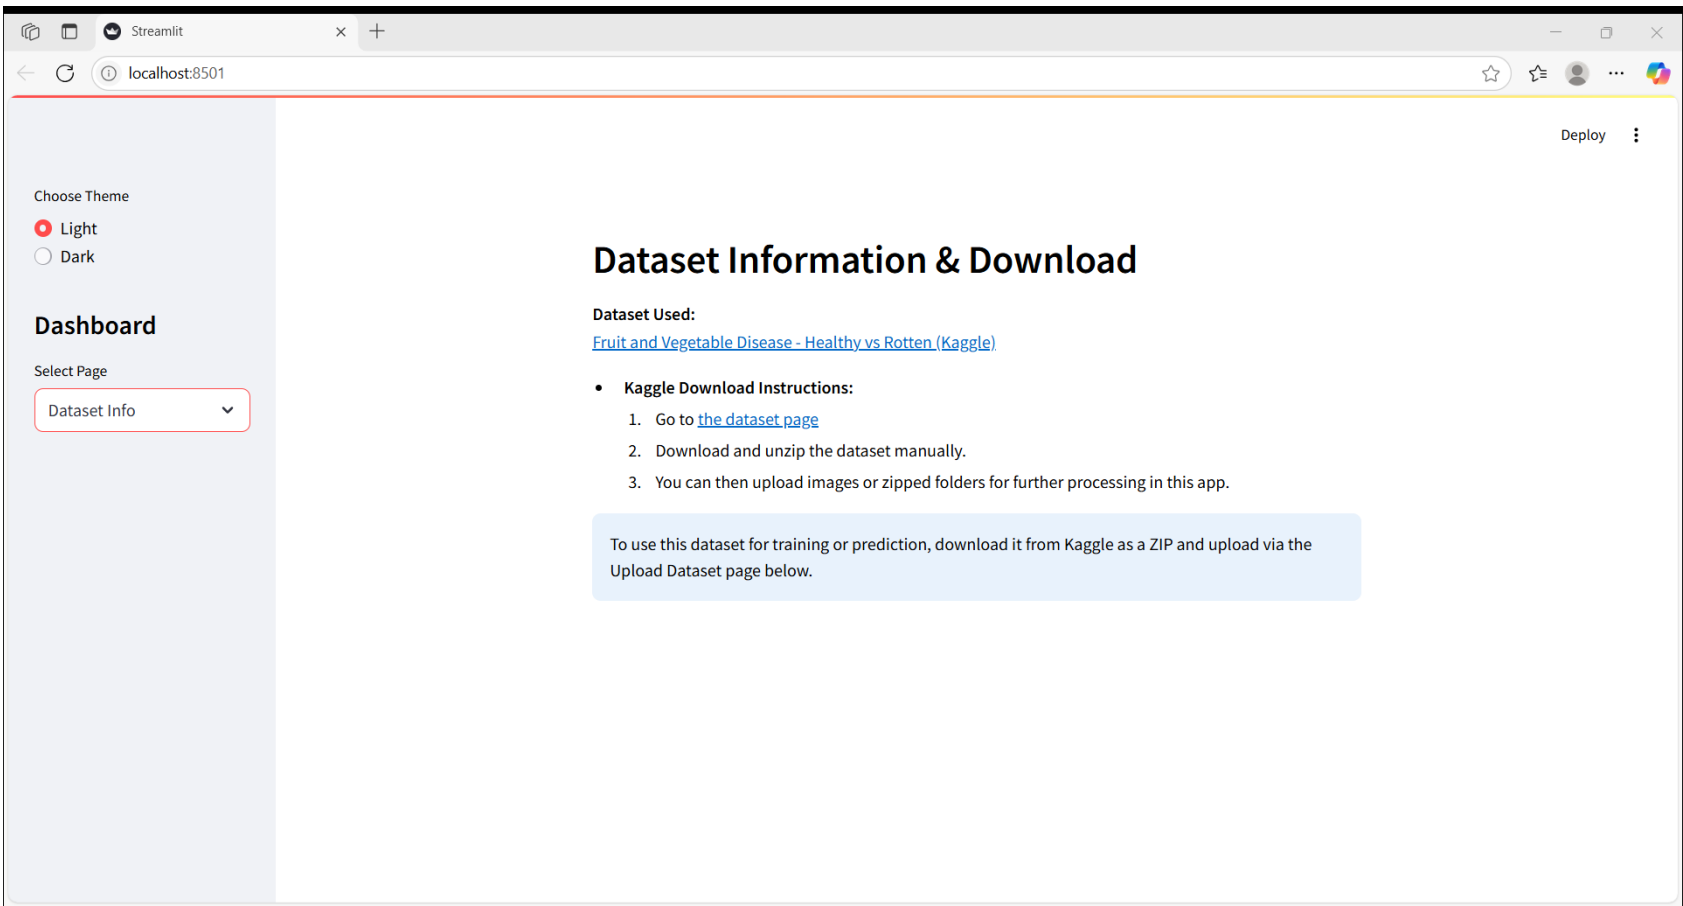 Streamlit
localhost:8501
Deploy
Choose Theme
Light
Dark
Dashboard
Select Page
Dataset Info
Dataset Information & Download
Dataset Used:
Fruit and Vegetable Disease - Healthy vs Rotten (Kaggle)
• Kaggle Download Instructions:
1. Go to the dataset page
2. Download and unzip the dataset manually.
3. You can then upload images or zipped folders for further processing in this app.
To use this dataset for training or prediction, download it from Kaggle as a ZIP and upload via the
Upload Dataset page below.